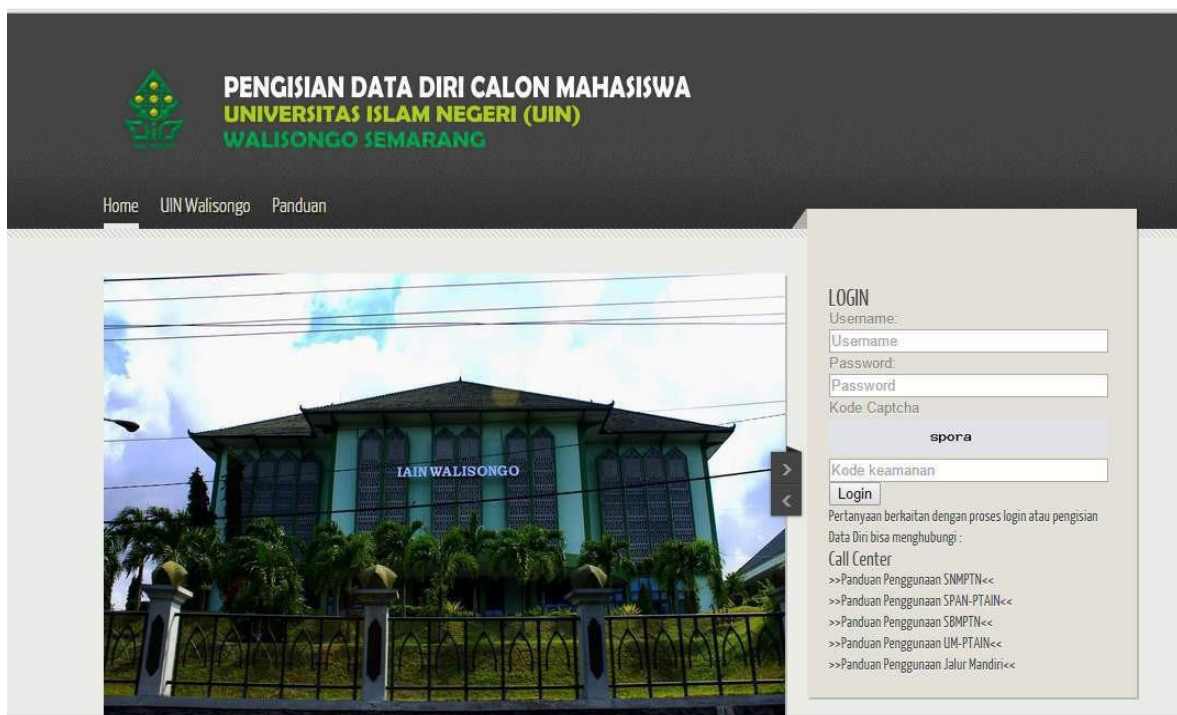 PENGISIAN DATA DIRI CALON MAHASISWA
UNIVERSITAS ISLAM NEGERI (UIN)
WALISONGO SEMARANG
Home UIN Walisongo Panduan
IAIN WALISONGO
LOGIN
Username:
Username
Password:
Password
Kode Captcha
spora
Kode keamanan
Login
Pertanyaan berkaitan dengan proses login atau pengisian
Data Diri bisa menghubungi :
Call Center
>>Panduan Penggunaan SNMPTN<<
>>Panduan Penggunaan SPAN-PTAIN<<
>>Panduan Penggunaan SBMPTN<<
>>Panduan Penggunaan UM-PTAIN<<
>>Panduan Penggunaan Jalur Mandiri<<